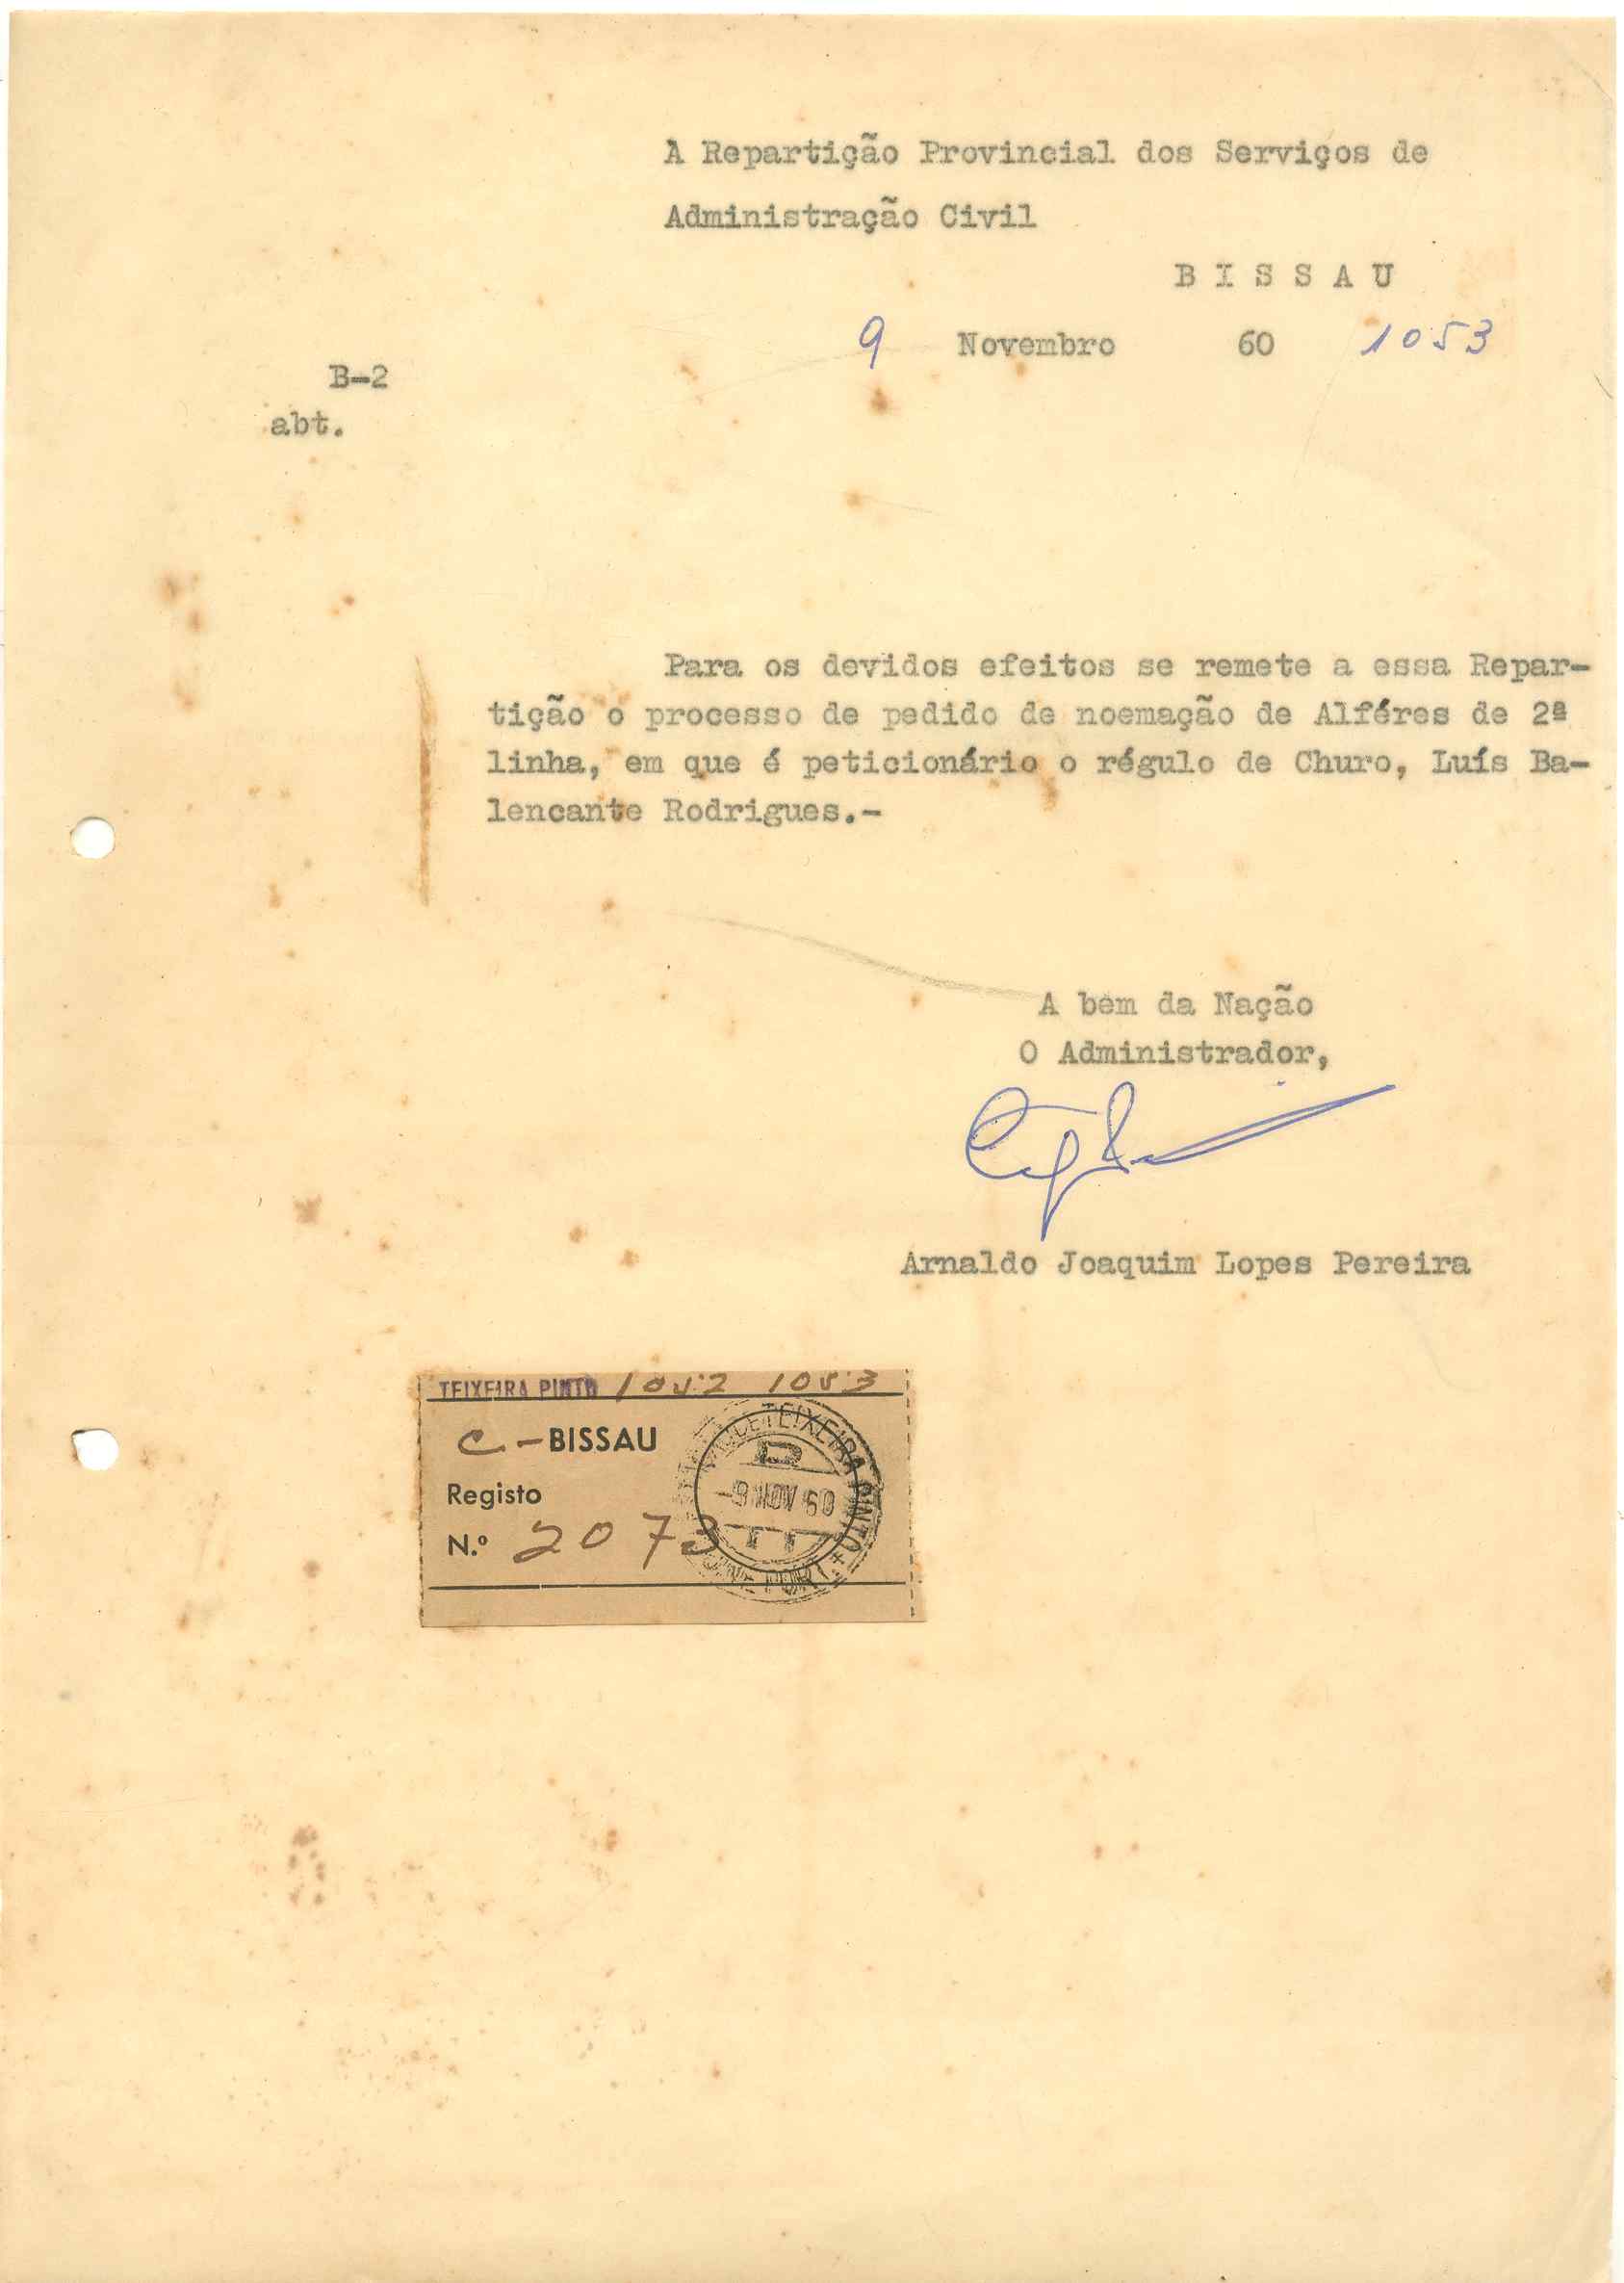 A Repartição Provincial dos Serviços de
Administração Civil
B I S S A U
9 Novembro 60 1053
B-2
abt.
Para os devidos efeitos se remete a essa Repar-
tição o processo de pedido de noemação de Alféres de 2ª
linha, em que é peticionário o régulo de Churo, Luís Ba-
lencante Rodrigues.-
A bem da Nação
O Administrador,
Arnaldo Joaquim Lopes Pereira
TEIXEIRA PINTO 1052 1053
C - BISSAU
Registo
N.º 2073
TEIXEIRA PINTO
-9 NOV 60